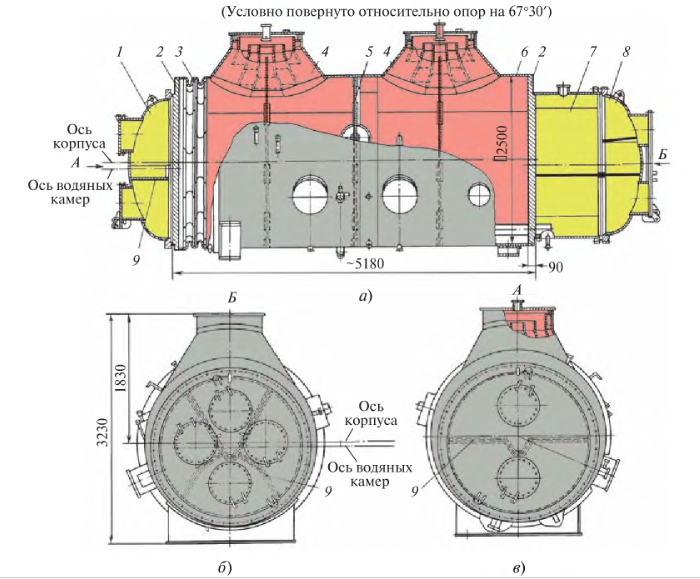 (Условно повернуто относительно опор на 67°30′)
1 2 3 4 5 4 6 2 7 8
Ось
корпуса
А
Б
Ось водяных
камер
2500
9
~5180
90
а)
Б
А
1830
3230
Ось
корпуса
Ось водяных
камер
9
9
б)
в)